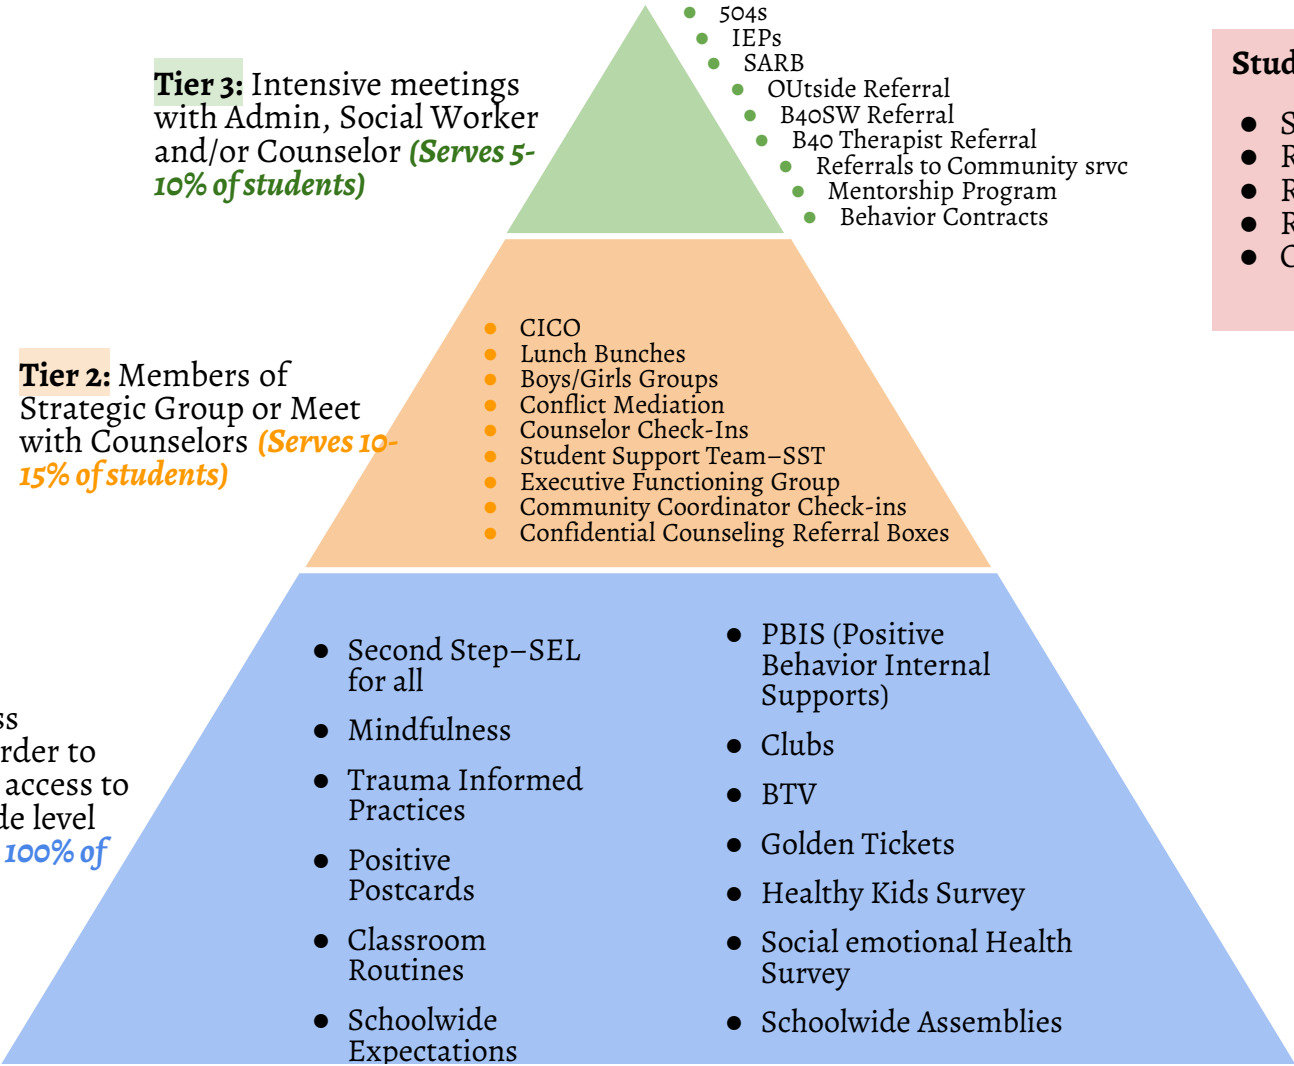 504s
IEPs
SARB
OUtside Referral
B40SW Referral
B40 Therapist Referral
Referrals to Community srvc
Mentorship Program
Behavior Contracts
Tier 3: Intensive meetings
with Admin, Social Worker
and/or Counselor (Serves 5-
10% of students)
Tier 2: Members of
Strategic Group or Meet
with Counselors (Serves 10-
15% of students)
CICO
Lunch Bunches
Boys/Girls Groups
Conflict Mediation
Counselor Check-Ins
Student Support Team–SST
Executive Functioning Group
Community Coordinator Check-ins
Confidential Counseling Referral Boxes
access to
level
100% of
Second Step–SEL
for all
Mindfulness
Trauma Informed
Practices
Positive
Postcards
Classroom
Routines
Schoolwide
Expectations
PBIS (Positive
Behavior Internal
Supports)
Clubs
BTV
Golden Tickets
Healthy Kids Survey
Social emotional Health
Survey
Schoolwide Assemblies